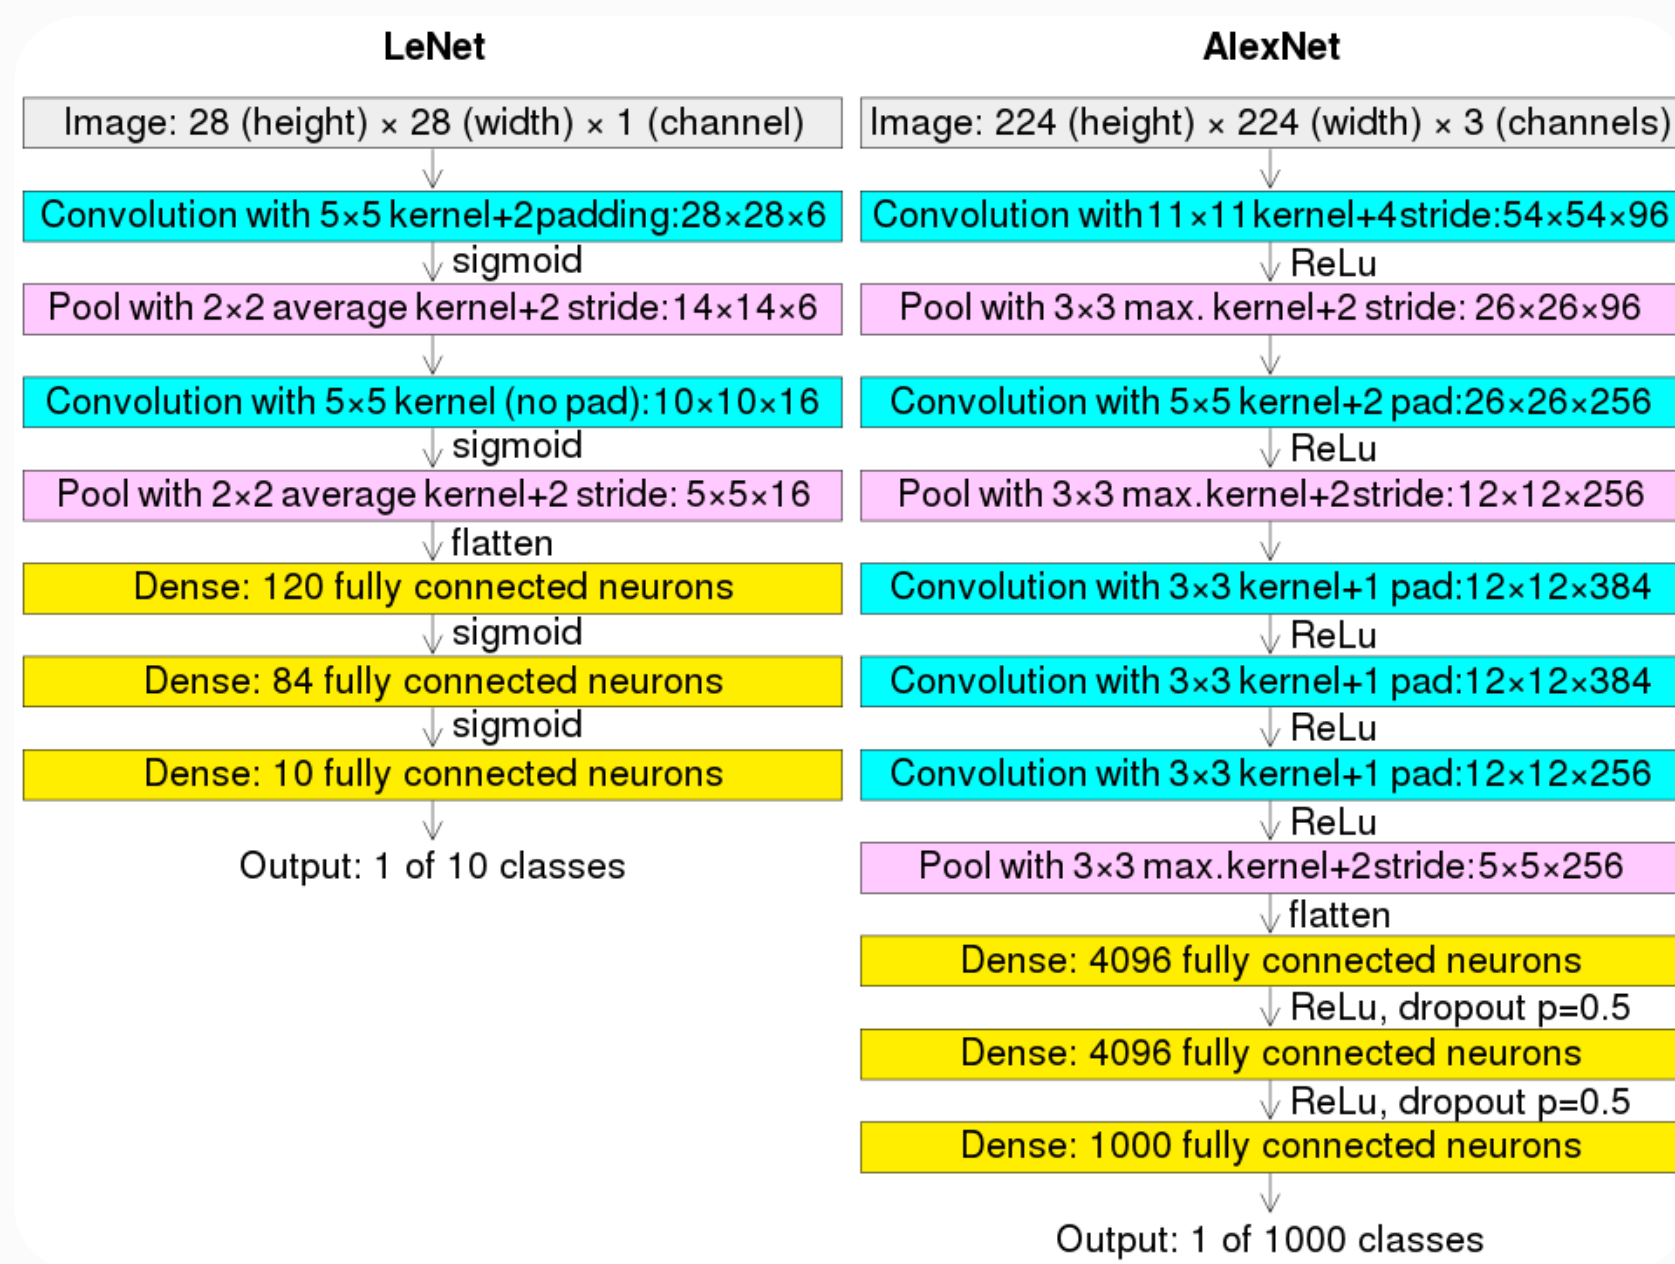 LeNet
Image: 28 (height) × 28 (width) × 1 (channel)
Convolution with 5×5 kernel+2padding:28×28×6
sigmoid
Pool with 2×2 average kernel+2 stride:14×14×6
Convolution with 5×5 kernel (no pad):10×10×16
sigmoid
Pool with 2×2 average kernel+2 stride: 5×5×16
flatten
Dense: 120 fully connected neurons
sigmoid
Dense: 84 fully connected neurons
sigmoid
Dense: 10 fully connected neurons
Output: 1 of 10 classes
AlexNet
Image: 224 (height) × 224 (width) × 3 (channels)
Convolution with 11×11 kernel+4 stride:54×54×96
ReLu
Pool with 3×3 max. kernel+2 stride: 26×26×96
Convolution with 5×5 kernel+2 pad:26×26×256
ReLu
Pool with 3×3 max.kernel+2stride:12×12×256
Convolution with 3×3 kernel+1 pad:12×12×384
ReLu
Convolution with 3×3 kernel+1 pad:12×12×384
ReLu
Convolution with 3×3 kernel+1 pad:12×12×256
ReLu
Pool with 3×3 max.kernel+2stride:5×5×256
flatten
Dense: 4096 fully connected neurons
ReLu, dropout p=0.5
Dense: 4096 fully connected neurons
ReLu, dropout p=0.5
Dense: 1000 fully connected neurons
Output: 1 of 1000 classes